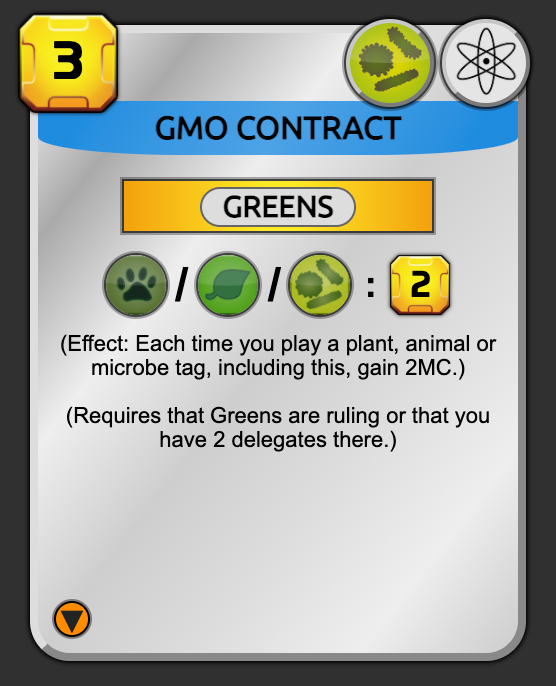 3
GMO CONTRACT
GREENS
/ / : 2
(Effect: Each time you play a plant, animal or
microbe tag, including this, gain 2MC.)
(Requires that Greens are ruling or that you
have 2 delegates there.)